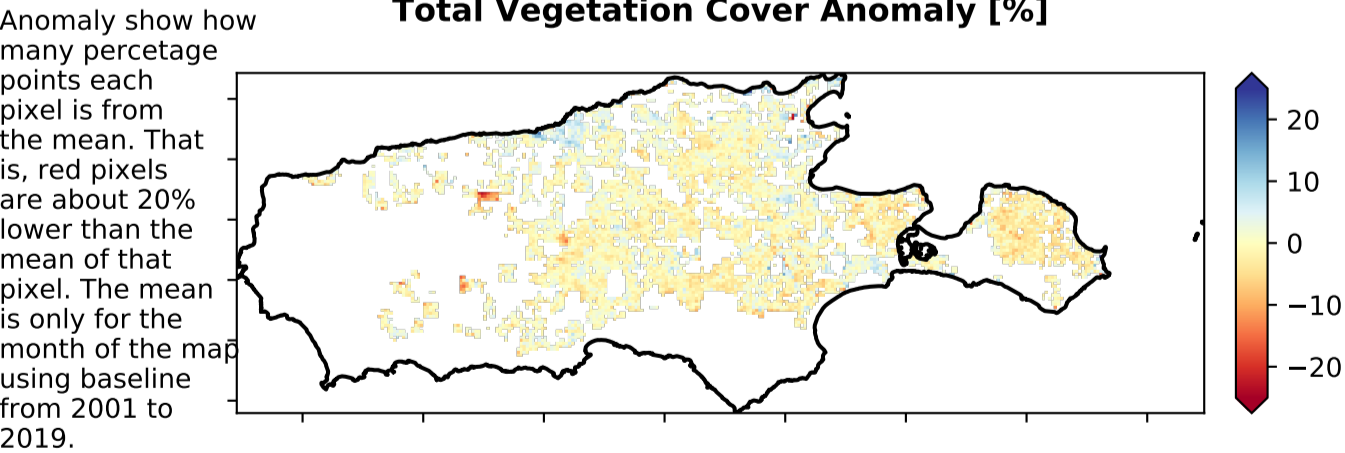 Total Vegetation Cover Anomaly [%]
Anomaly show how
many percetage
points each
pixel is from
the mean. That
is, red pixels
are about 20%
lower than the
mean of that
pixel. The mean
is only for the
month of the map
using baseline
from 2001 to
2019.
20
10
0
−10
−20